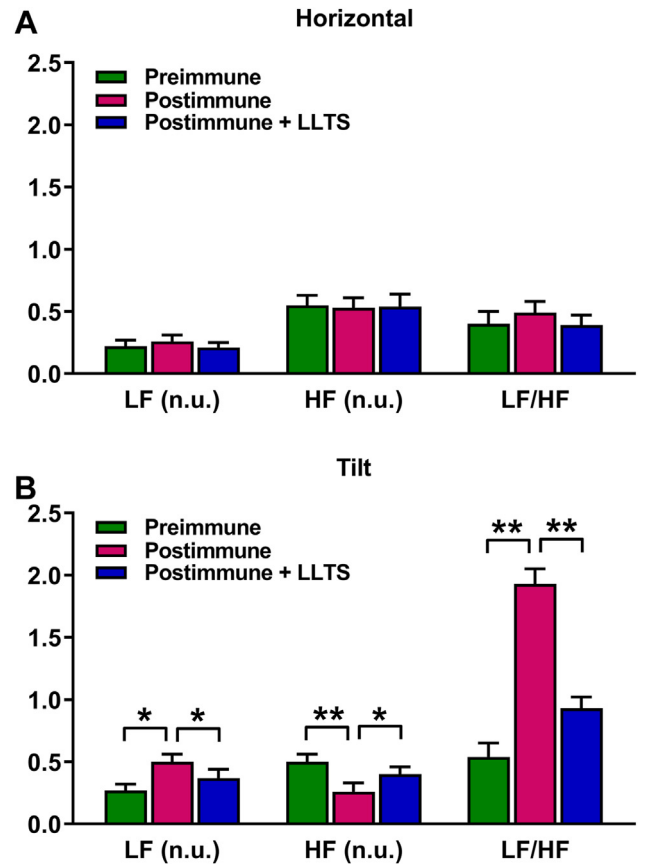 A
Horizontal
2.5
2.0
1.5
1.0
0.5
0.0
Preimmune
Postimmune
Postimmune + LLTS
LF (n.u.)
HF (n.u.)
LF/HF
B
Tilt
2.5
2.0
1.5
1.0
0.5
0.0
Preimmune
Postimmune
Postimmune + LLTS
* *
** *
** **
LF (n.u.)
HF (n.u.)
LF/HF